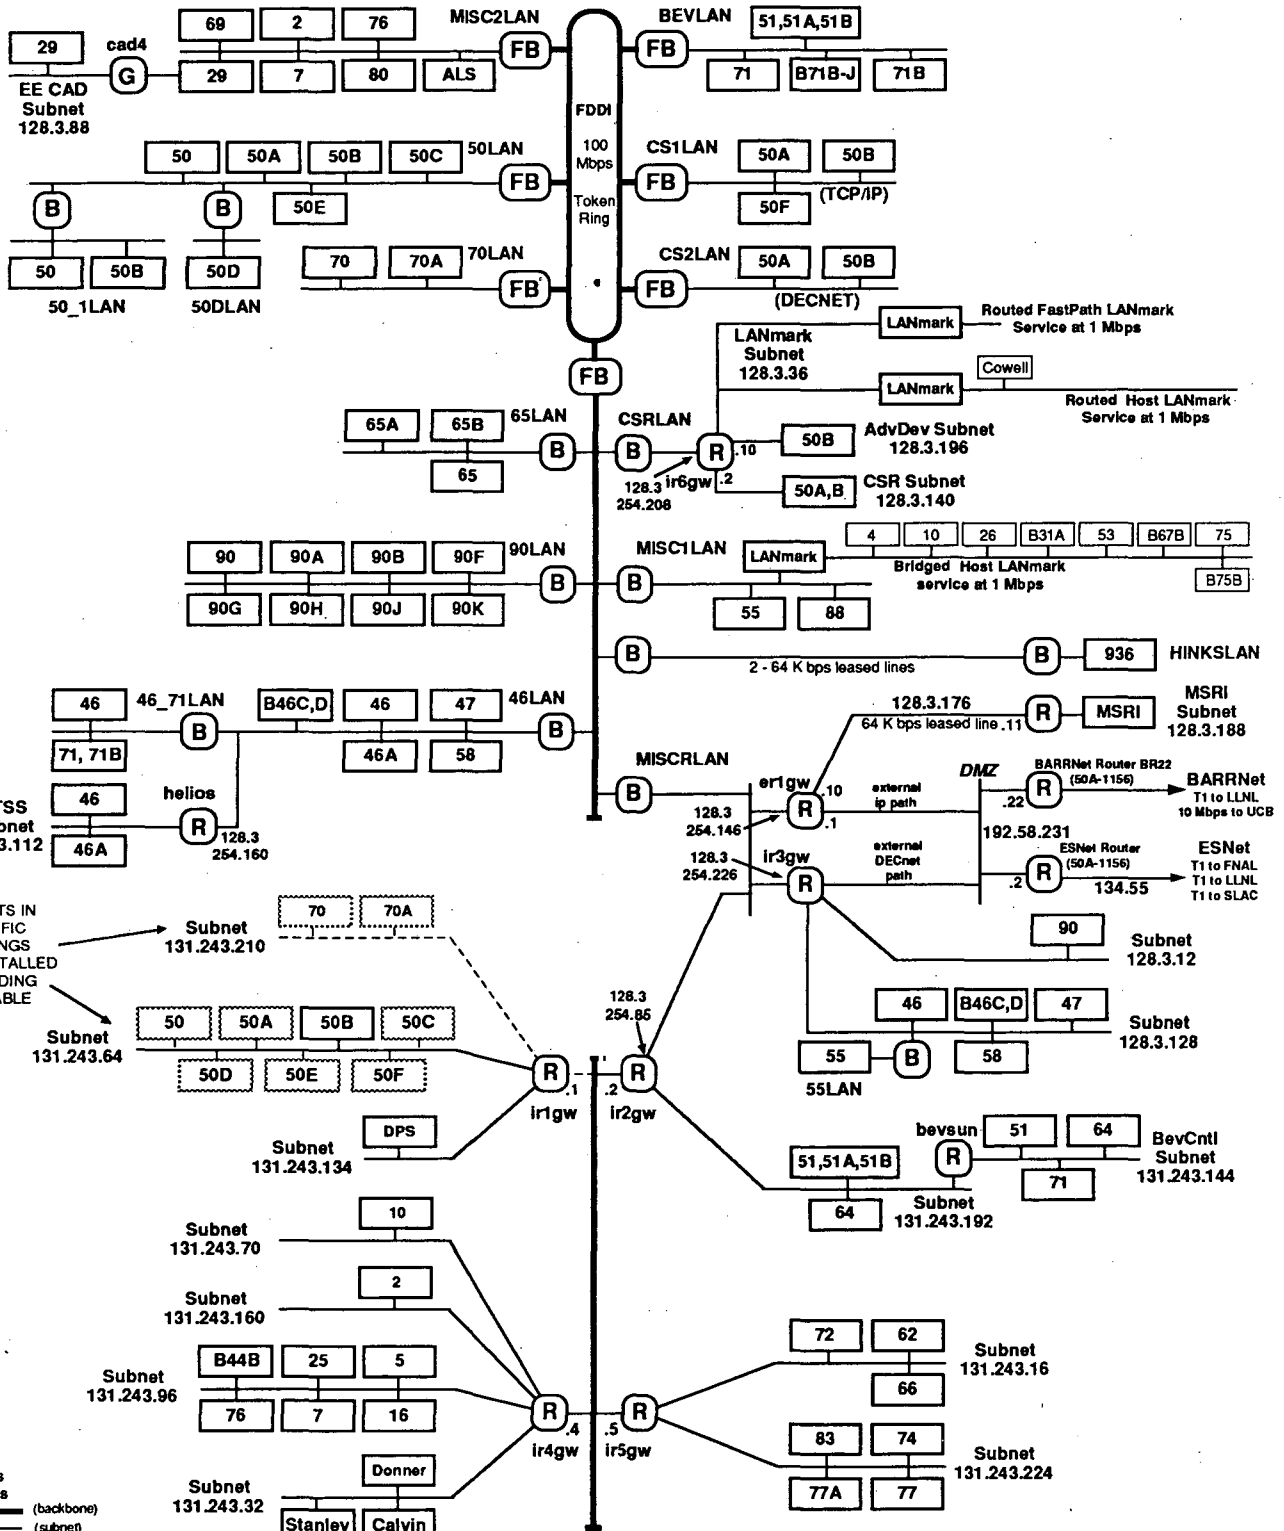 MISC2LAN
BEVLAN
69
2
76
51,51A,51B
29
cad4
FB
FB
G
29
7
80
ALS
71
B71B-J
71B
EE CAD
Subnet
128.3.88
FDDI
100
Mbps
Token
Ring
50
50A
50B
50C
50LAN
CS1LAN
50A
50B
FB
FB
B
B
50E
50F
(TCP/IP)
50
50B
50D
50_1LAN
50DLAN
70
70A
70LAN
CS2LAN
50A
50B
FB
FB
(DECNET)
FB
LANmark
Subnet
128.3.36
LANmark
Routed FastPath LANmark
Service at 1 Mbps
LANmark
Cowell
Routed Host LANmark
Service at 1 Mbps
65A
65B
65LAN
CSRLAN
65
B
B
R
.10
.2
50B
AdvDev Subnet
128.3.196
128.3
254.208
ir6gw
50A,B
CSR Subnet
128.3.140
90
90A
90B
90F
90LAN
MISC1LAN
LANmark
4
10
26
B31A
53
B67B
75
Bridged Host LANmark
service at 1 Mbps
B75B
B
B
90G
90H
90J
90K
55
88
B
2 - 64 K bps leased lines
B
936
HINKSLAN
46
46_71LAN
B46C,D
46
47
46LAN
B
B
71, 71B
46A
58
128.3.176
64 K bps leased line
.11
R
MSRI
MSRI
Subnet
128.3.188
MISCRLAN
B
46
helios
R
128.3
254.160
46A
TSS
bnet
3.112
er1gw
.10
R
.1
128.3
254.146
external
ip path
DMZ
.22
R
BARRNet Router BR22
(50A-1156)
BARRNet
T1 to LLNL
10 Mbps to UCB
192.58.231
128.3
254.226
ir3gw
R
external
DECnet
path
.2
R
ESNet Router
(50A-1156)
134.55
ESNet
T1 to FNAL
T1 to LLNL
T1 to SLAC
TS IN
FIC
NGS
TALLED
DING
ABLE
Subnet
131.243.210
70
70A
90
Subnet
128.3.12
Subnet
131.243.64
50
50A
50B
50C
50D
50E
50F
128.3
254.85
46
B46C,D
47
Subnet
128.3.128
55
B
58
55LAN
R
.1
.2
R
ir1gw
ir2gw
DPS
Subnet
131.243.134
51,51A,51B
bevsun
R
51
64
BevCntl
Subnet
131.243.144
71
64
Subnet
131.243.192
10
Subnet
131.243.70
2
Subnet
131.243.160
B44B
25
5
Subnet
131.243.96
76
7
16
R
.4
.5
R
ir4gw
ir5gw
72
62
Subnet
131.243.16
66
83
74
Subnet
131.243.224
77A
77
Donner
Subnet
131.243.32
Stanley
Calvin
s
s
(backbone)
(subnet)